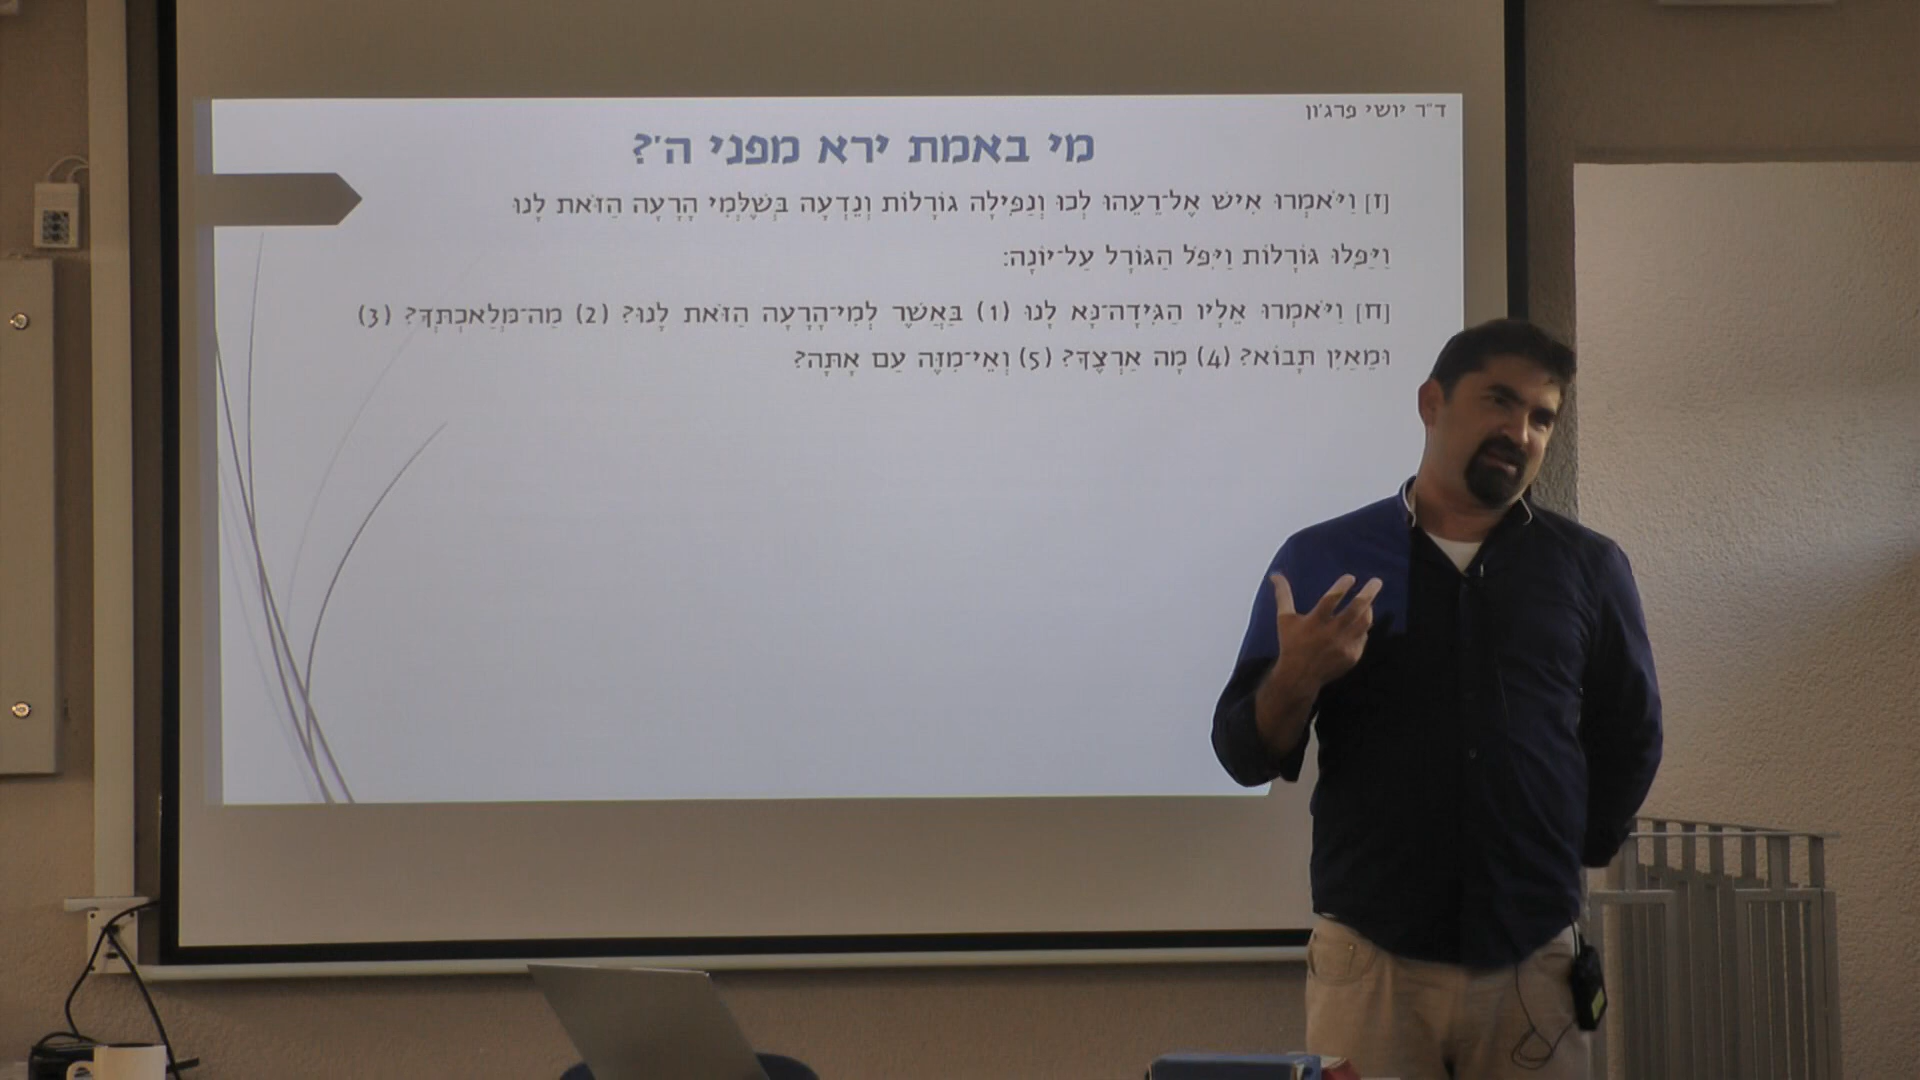 ד״ר יושי פרג'ון
מי באמת ירא מפני ה'?
[ז] וַיֹּאמְרוּ אִישׁ אֶל־רֵעֵהוּ לְכוּ וְנַפִּילָה גוֹרָלוֹת וְנֵדְעָה בְּשֶׁלְּמִי הָרָעָה הַזֹּאת לָנוּ
וַיַּפִּלוּ גּוֹרָלוֹת וַיִּפֹּל הַגּוֹרָל עַל־יוֹנָה:
[ח] וַיֹּאמְרוּ אֵלָיו הַגִּידָה־נָּא לָנוּ (1) בַּאֲשֶׁר לְמִי־הָרָעָה הַזֹּאת לָנוּ? (2) מַה־מְּלַאכְתְּךָ? (3)
וּמֵאַיִן תָּבוֹא? (4) מָה אַרְצֶךָ? (5) וְאֵי־מִזֶּה עַם אָתָּה?